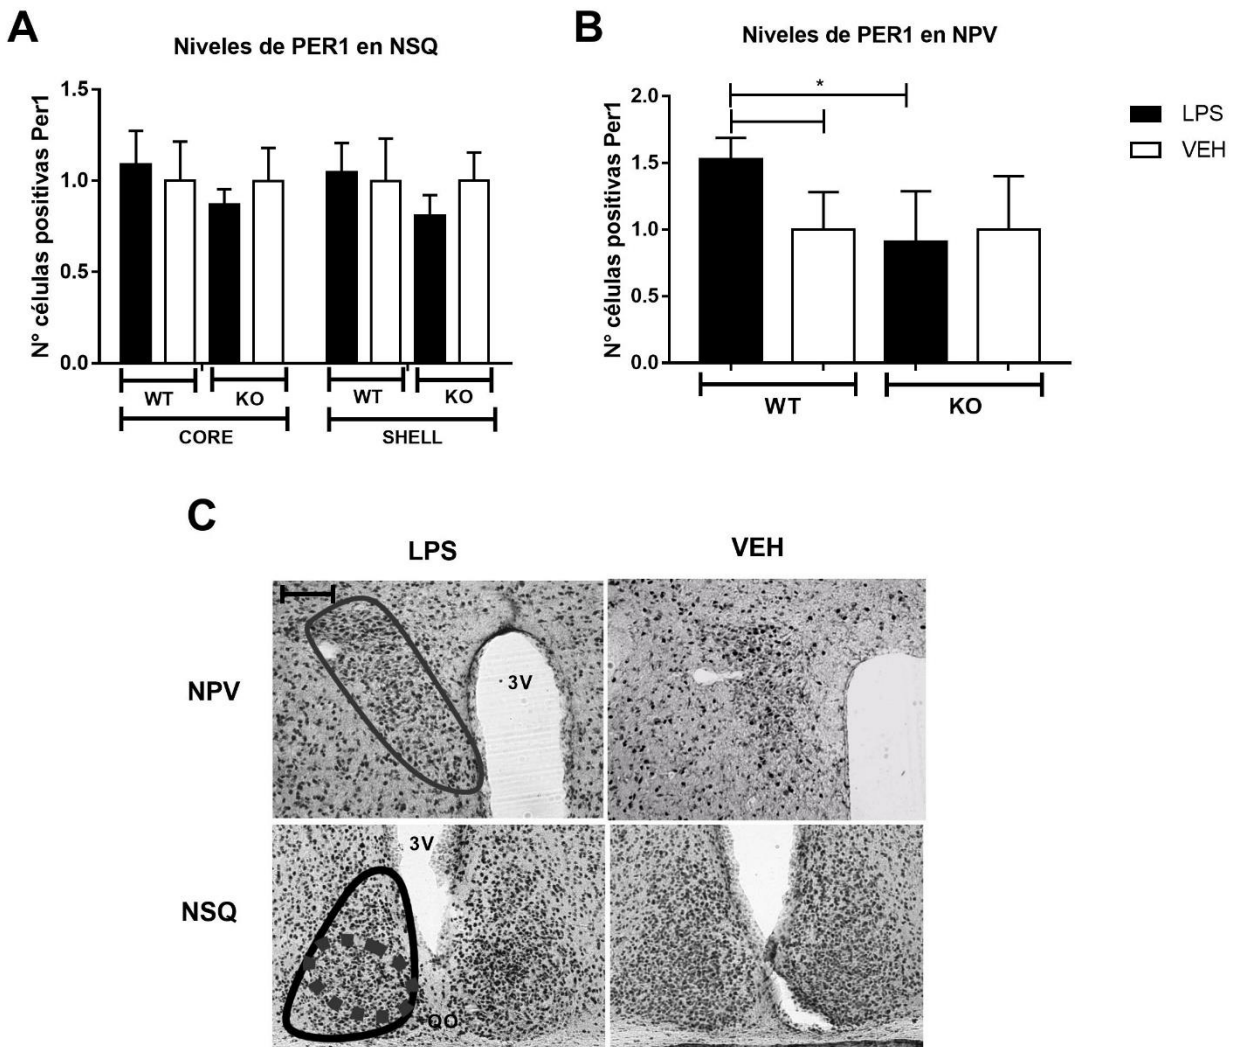 A
Niveles de PER1 en NSQ
N° células positivas Per1
1.5
1.0
0.5
0.0
WT
KO
WT
KO
CORE
SHELL
B
Niveles de PER1 en NPV
N° células positivas Per1
2.0
1.5
1.0
0.5
0.0
*
WT
KO
LPS
VEH
C
LPS
VEH
NPV
3V
NSQ
3V
QO